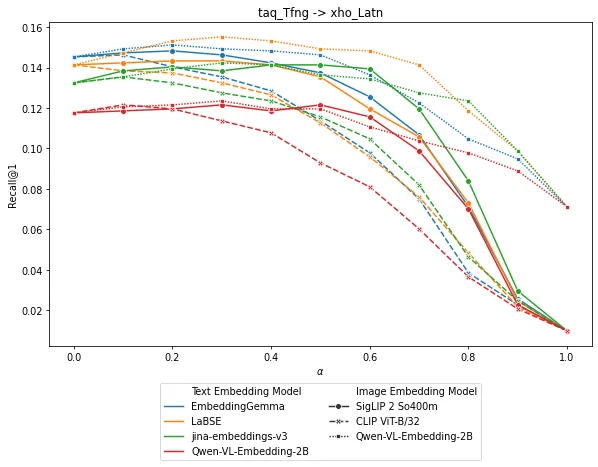 taq_Tfng -> xho_Latn
0.16
0.14
0.12
0.10
0.08
0.06
0.04
0.02
Recall@1
0.0 0.2 0.4 0.6 0.8 1.0
α
Text Embedding Model
EmbeddingGemma
LaBSE
jina-embeddings-v3
Qwen-VL-Embedding-2B
Image Embedding Model
SigLIP 2 So400m
CLIP ViT-B/32
Qwen-VL-Embedding-2B